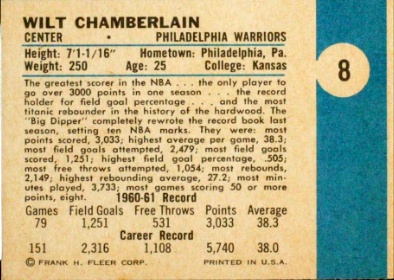 WILT CHAMBERLAIN
CENTER • PHILADELPHIA WARRIORS
Height: 7'1-1/16" Hometown: Philadelphia, Pa.
Weight: 250 Age: 25 College: Kansas
8
The greatest scorer in the NBA . . . the only player to
go over 3000 points in one season . . . the record
holder for field goal percentage . . . and the most
titanic rebounder in the history of the hardwood. The
"Big Dipper" completely rewrote the record book last
season, setting ten NBA marks. They were: most
points scored, 3,033; highest average per game, 38.3;
most field goals attempted, 2,479; most field goals
scored, 1,251; highest field goal percentage, .505;
most free throws attempted, 1,054; most rebounds,
2,149; highest rebounding average, 27.2; most min-
utes played, 3,733; most games scoring 50 or more
points, eight.
1960-61 Record
Games Field Goals Free Throws Points Average
79 1,251 531 3,033 38.3
Career Record
151 2,316 1,108 5,740 38.0
© FRANK H. FLEER CORP. PRINTED IN U.S.A.